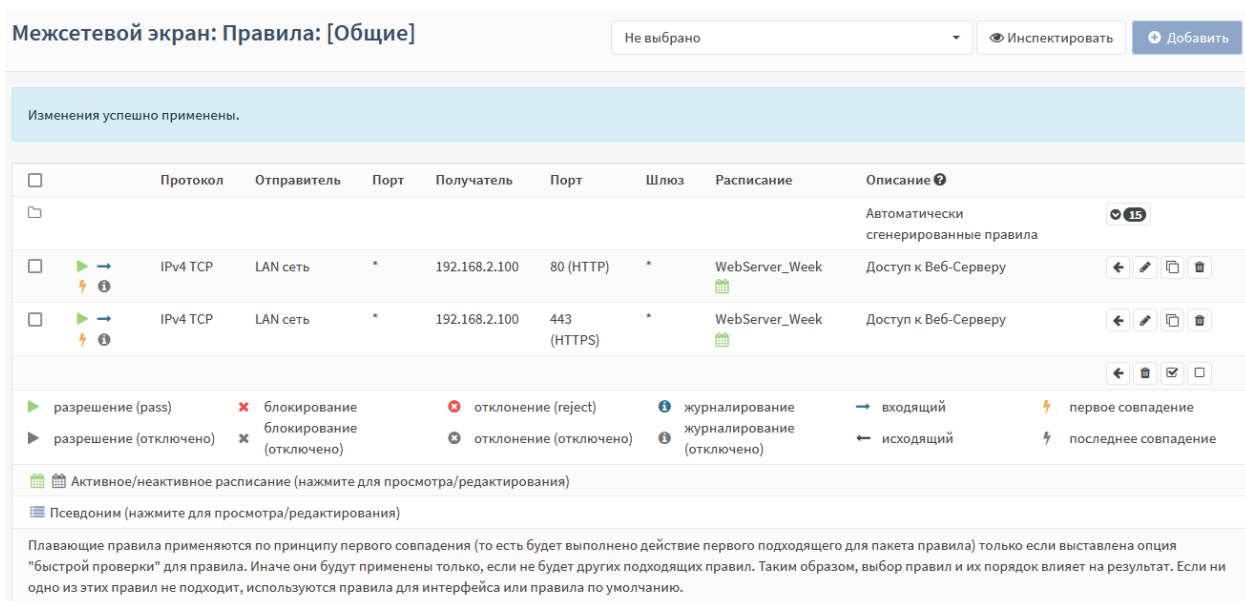 Межсетевой экран: Правила: [Общие]
Не выбрано
Инспектировать
Добавить
Изменения успешно применены.
Протокол Отправитель Порт Получатель Порт Шлюз Расписание Описание
Автоматически
сгенерированные правила
15
IPv4 TCP LAN сеть * 192.168.2.100 80 (HTTP) * WebServer_Week Доступ к Веб-Серверу
IPv4 TCP LAN сеть * 192.168.2.100 443 * WebServer_Week Доступ к Веб-Серверу
(HTTPS)
разрешение (pass) блокирование отклонение (reject) журналирование входящий первое совпадение
разрешение (отключено) блокирование отклонение (отключено) журналирование исходящий последнее совпадение
(отключено) (отключено)
Активное/неактивное расписание (нажмите для просмотра/редактирования)
Псевдоним (нажмите для просмотра/редактирования)
Плавающие правила применяются по принципу первого совпадения (то есть будет выполнено действие первого подходящего для пакета правила) только если выставлена опция
"быстрой проверки" для правила. Иначе они будут применены только, если не будет других подходящих правил. Таким образом, выбор правил и их порядок влияет на результат. Если ни
одно из этих правил не подходит, используются правила для интерфейса или правила по умолчанию.